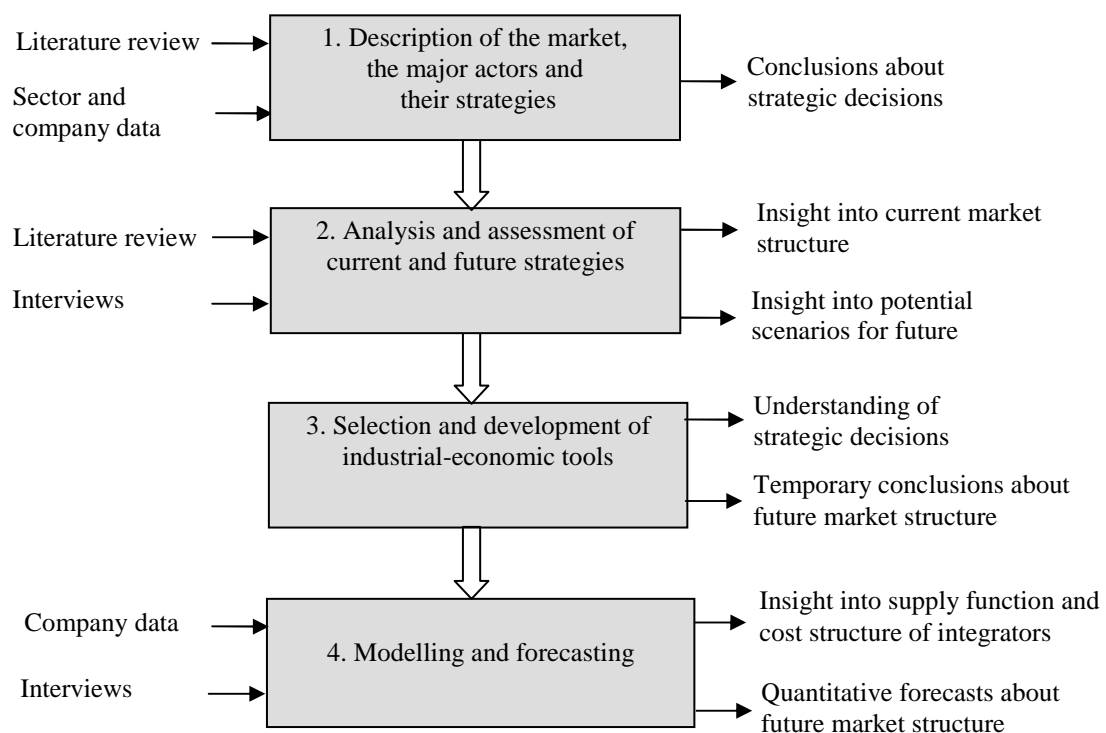 Literature review
Sector and
company data
1. Description of the market,
the major actors and
their strategies
Conclusions about
strategic decisions
Literature review
Interviews
2. Analysis and assessment of
current and future strategies
Insight into current market
structure
Insight into potential
scenarios for future
3. Selection and development of
industrial-economic tools
Understanding of
strategic decisions
Temporary conclusions about
future market structure
Company data
Interviews
4. Modelling and forecasting
Insight into supply function and
cost structure of integrators
Quantitative forecasts about
future market structure